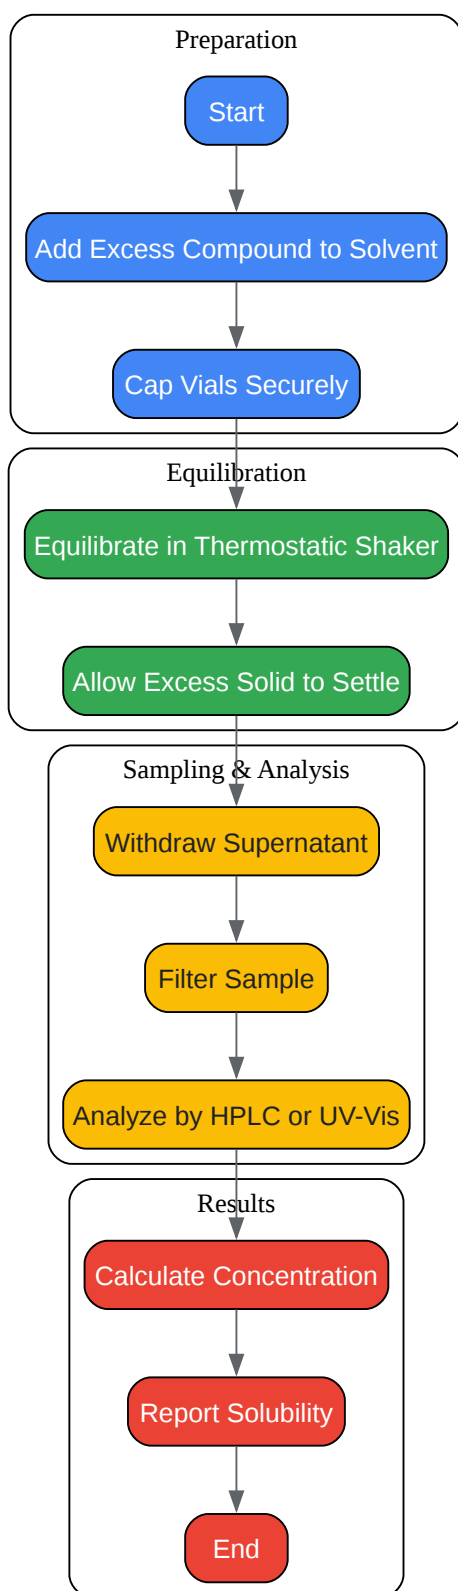 Preparation
Start
Add Excess Compound to Solvent
Cap Vials Securely
Equilibration
Equilibrate in Thermostatic Shaker
Allow Excess Solid to Settle
Sampling & Analysis
Withdraw Supernatant
Filter Sample
Analyze by HPLC or UV-Vis
Results
Calculate Concentration
Report Solubility
End